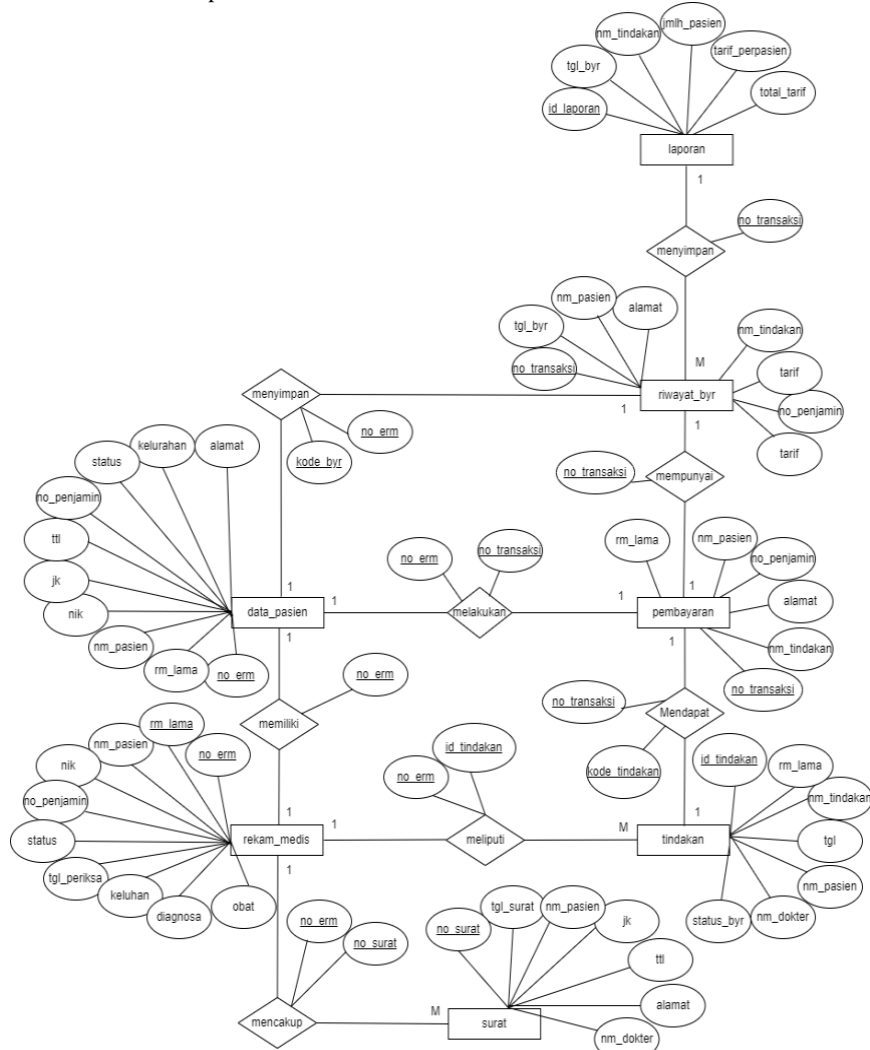 jmlh_pasien
nm_tindakan
tarif_perpasien
tgl_byr
total_tarif
id_laporan
laporan
1
no_transaksi
menyimpan
nm_pasien
alamat
nm_tindakan
tgl_byr
M
no_transaksi
tarif
menyimpan
riwayat_byr
1
no_penjamin
no_erm
1
kelurahan
alamat
tarif
status
kode_byr
mempunyai
no_transaksi
no_penjamin
rm_lama
nm_pasien
ttl
no_erm
no_transaksi
no_penjamin
jk
1
1
1
1
alamat
data_pasien
melakukan
pembayaran
nik
1
1
nm_pasien
nm_tindakan
rm_lama
no_erm
no_erm
no_transaksi
no_transaksi
Mendapat
rm_lama
memiliki
nm_pasien
id_tindakan
no_erm
id_tindakan
rm_lama
nik
kode_tindakan
no_erm
nm_tindakan
no_penjamin
1
1
M
1
status
rekam_medis
meliputi
tindakan
tgl
1
tgl_periksa
nm_pasien
keluhan
obat
diagnosa
status_byr
nm_dokter
no_erm
tgl_surat
nm_pasien
no_surat
jk
no_surat
ttl
M
alamat
mencakup
surat
nm_dokter